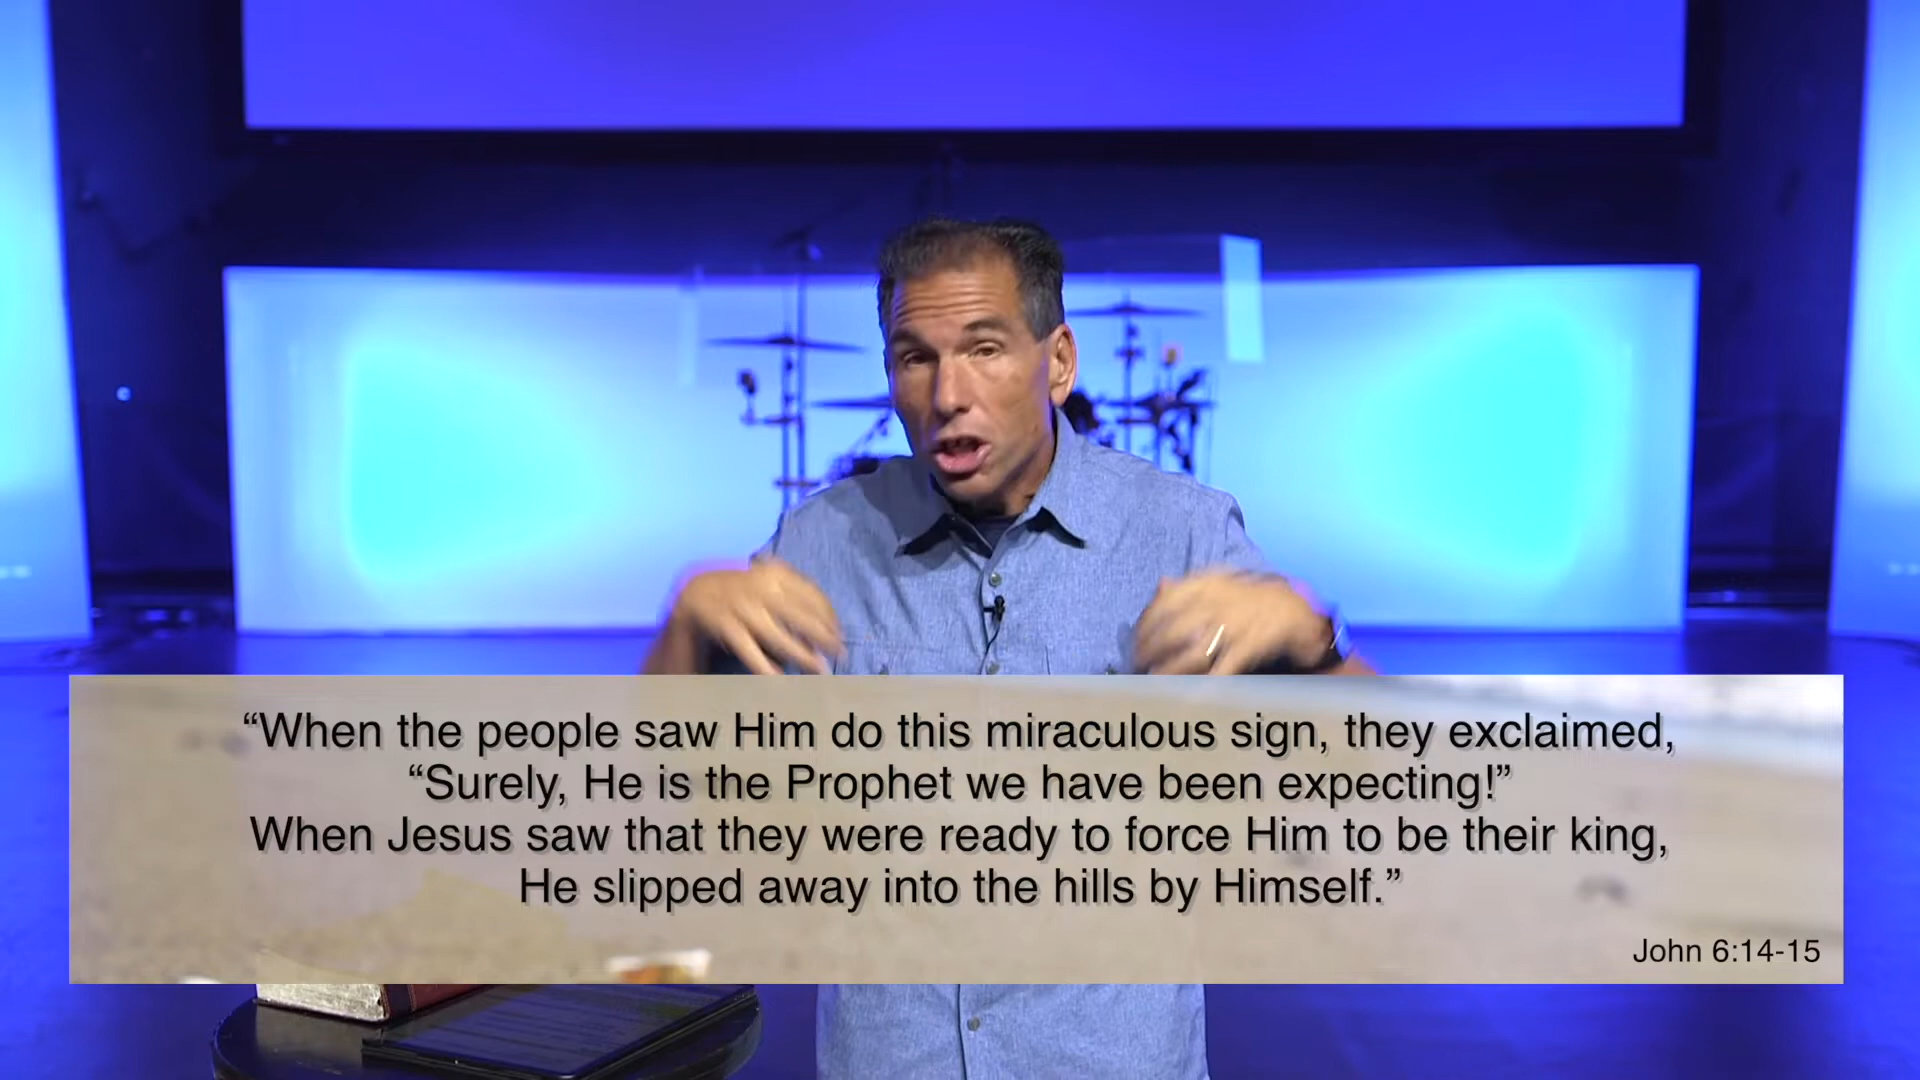 “When the people saw Him do this miraculous sign, they exclaimed,
“Surely, He is the Prophet we have been expecting!”
When Jesus saw that they were ready to force Him to be their king,
He slipped away into the hills by Himself.”
John 6:14-15